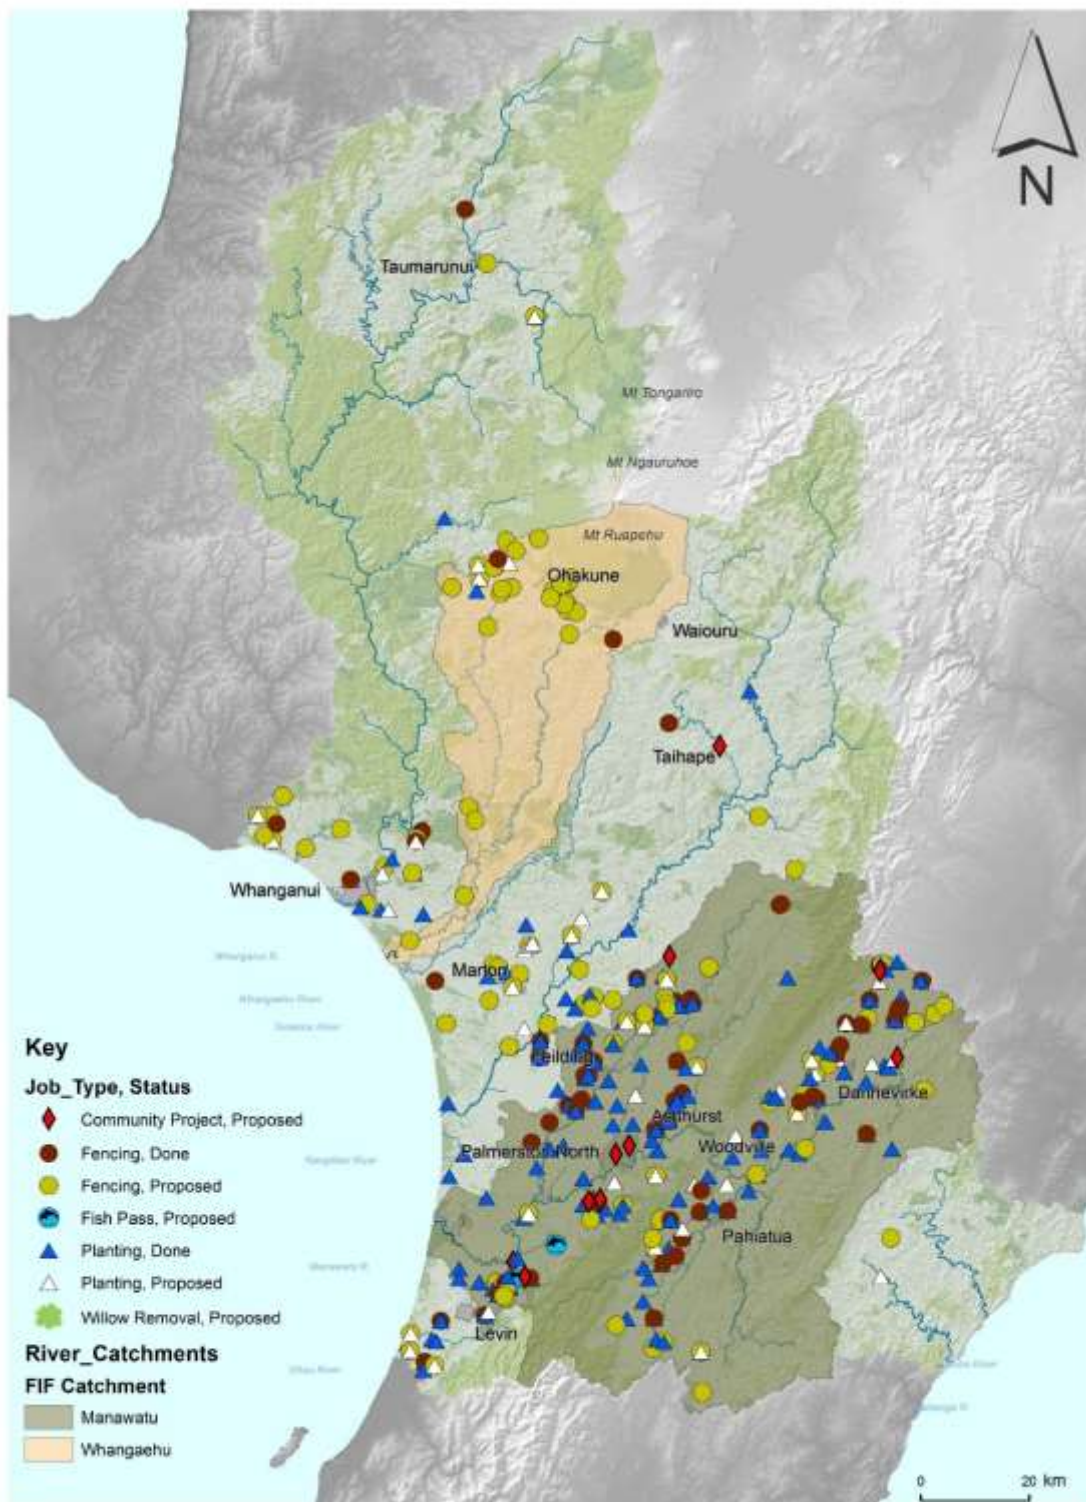 N
Taumarunui
Mt Tongariro
Mt Ngauruhoe
Mt Ruapehu
Ohakune
Waiouru
Taihape
Whanganui
Marton
Feilding
Dannevirke
Ashhurst
Palmerston North
Woodville
Pahiatua
Levin
Key
Job_Type, Status
Community Project, Proposed
Fencing, Done
Fencing, Proposed
Fish Pass, Proposed
Planting, Done
Planting, Proposed
Willow Removal, Proposed
River_Catchments
FIF Catchment
Manawatu
Whangaehu
0 20 km